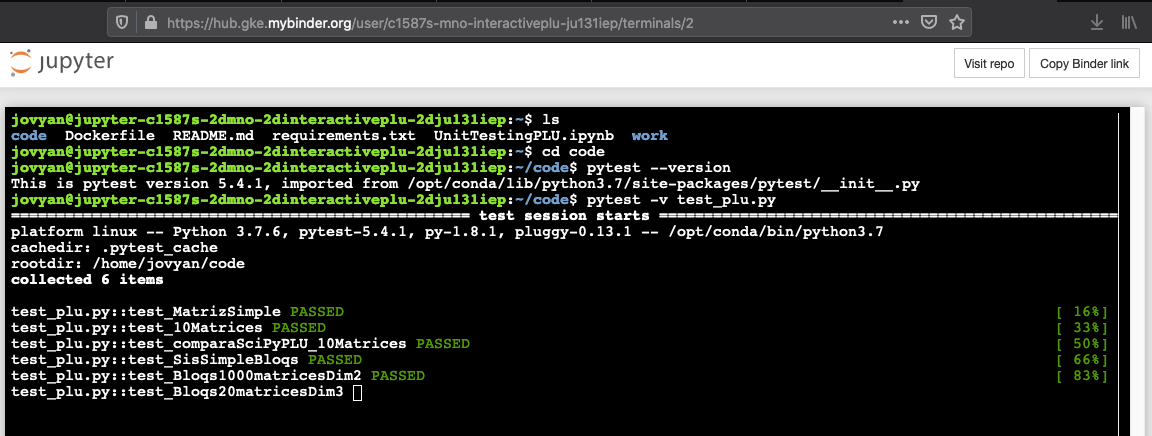 https://hub.gke.mybinder.org/user/c1587s-mno-interactiveplu-ju131iep/terminals/2
jupyter
Visit repo
Copy Binder link
jovyan@jupyter-c1587s-2dmno-2dinteractiveplu-2dju131iep:~$ ls
code  Dockerfile  README.md  requirements.txt  UnitTestingPLU.ipynb  work
jovyan@jupyter-c1587s-2dmno-2dinteractiveplu-2dju131iep:~$ cd code
jovyan@jupyter-c1587s-2dmno-2dinteractiveplu-2dju131iep:~/code$ pytest --version
This is pytest version 5.4.1, imported from /opt/conda/lib/python3.7/site-packages/pytest/__init__.py
jovyan@jupyter-c1587s-2dmno-2dinteractiveplu-2dju131iep:~/code$ pytest -v test_plu.py
=================================================== test session starts ===================================================
platform linux -- Python 3.7.6, pytest-5.4.1, py-1.8.1, pluggy-0.13.1 -- /opt/conda/bin/python3.7
cachedir: .pytest_cache
rootdir: /home/jovyan/code
collected 6 items
test_plu.py::test_MatrizSimple PASSED [ 16%]
test_plu.py::test_10Matrices PASSED [ 33%]
test_plu.py::test_comparaSciPyPLU_10Matrices PASSED [ 50%]
test_plu.py::test_SisSimpleBloqs PASSED [ 66%]
test_plu.py::test_Bloqs1000matricesDim2 PASSED [ 83%]
test_plu.py::test_Bloqs20matricesDim3